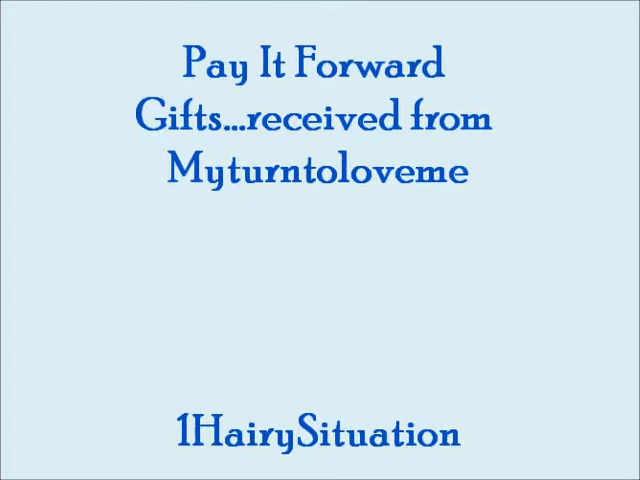 Pay It Forward
Gifts...received from
Myturntoloveme
1HairySituation